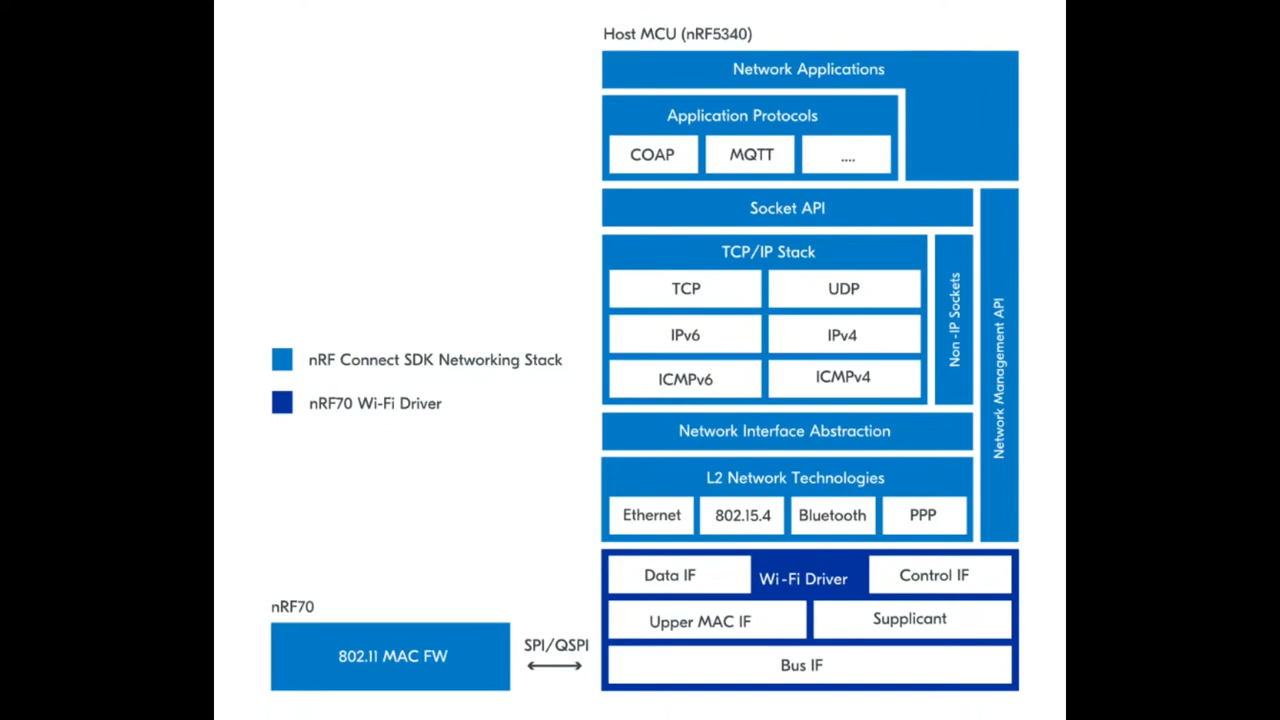 Host MCU (nRF5340)
Network Applications
Application Protocols
COAP
MQTT
....
Socket API
TCP/IP Stack
TCP
UDP
IPv6
IPv4
ICMPv6
ICMPv4
Non-IP Sockets
Network Management API
Network Interface Abstraction
L2 Network Technologies
Ethernet
802.15.4
Bluetooth
PPP
nRF Connect SDK Networking Stack
nRF70 Wi-Fi Driver
Data IF
Wi-Fi Driver
Control IF
Upper MAC IF
Supplicant
Bus IF
nRF70
802.11 MAC FW
SPI/QSPI